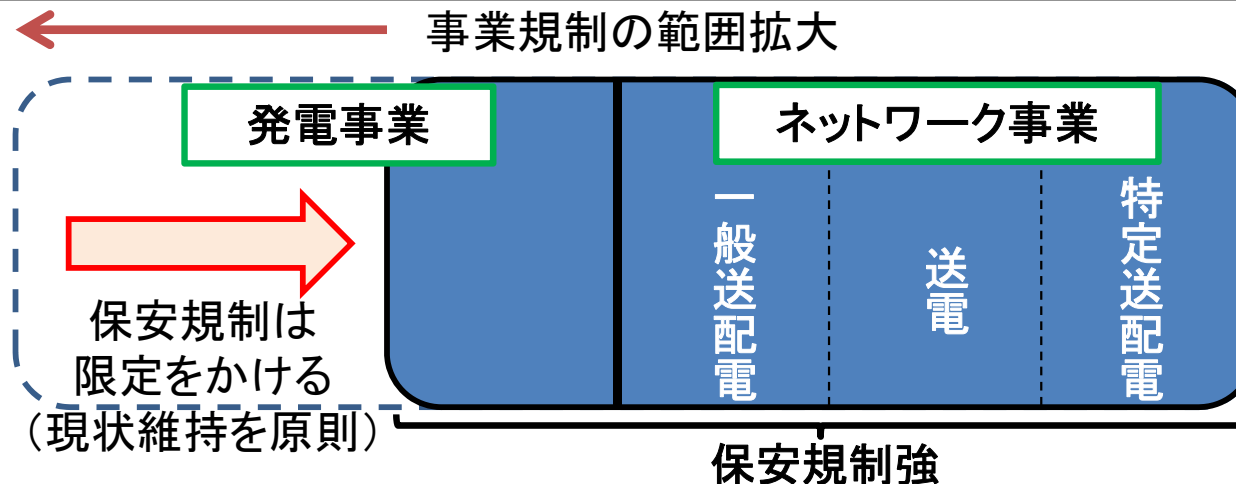 事業規制の範囲拡大
発電事業
ネットワーク事業
一般送配電
送電
特定送配電
保安規制は
限定をかける
（現状維持を原則）
保安規制強